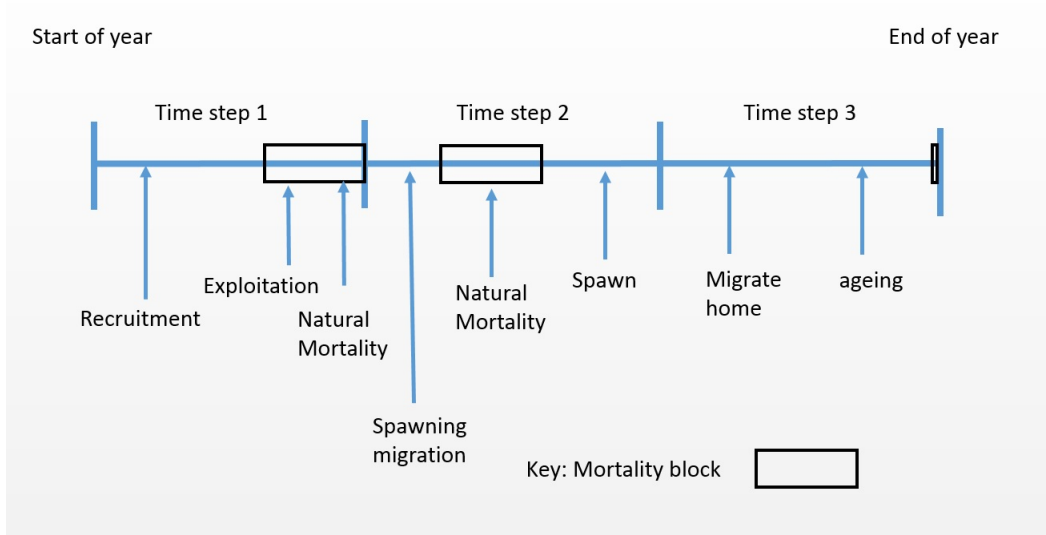 Start of year
End of year
Time step 1
Time step 2
Time step 3
Recruitment
Exploitation
Natural
Mortality
Spawning
migration
Natural
Mortality
Spawn
Migrate
home
ageing
Key: Mortality block